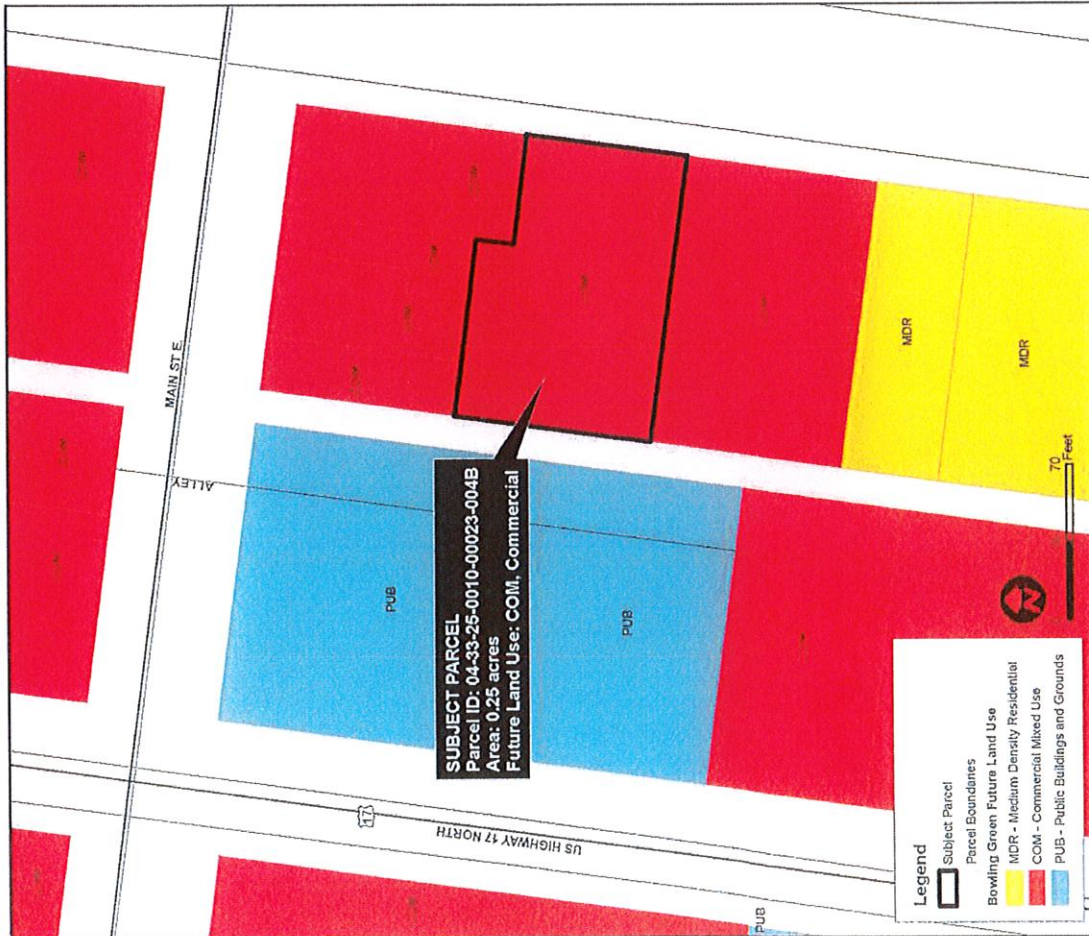 MAIN ST E
ALLEY
SUBJECT PARCEL
Parcel ID: 04-33-25-0010-00023-004B
Area: 0.25 acres
Future Land Use: COM, Commercial
PUB
PUB
MDR
MDR
17
US HIGHWAY 17 NORTH
PUB
70
Feet
N
Legend
Subject Parcel
Parcel Boundaries
Bowling Green Future Land Use
MDR - Medium Density Residential
COM - Commercial Mixed Use
PUB - Public Buildings and Grounds